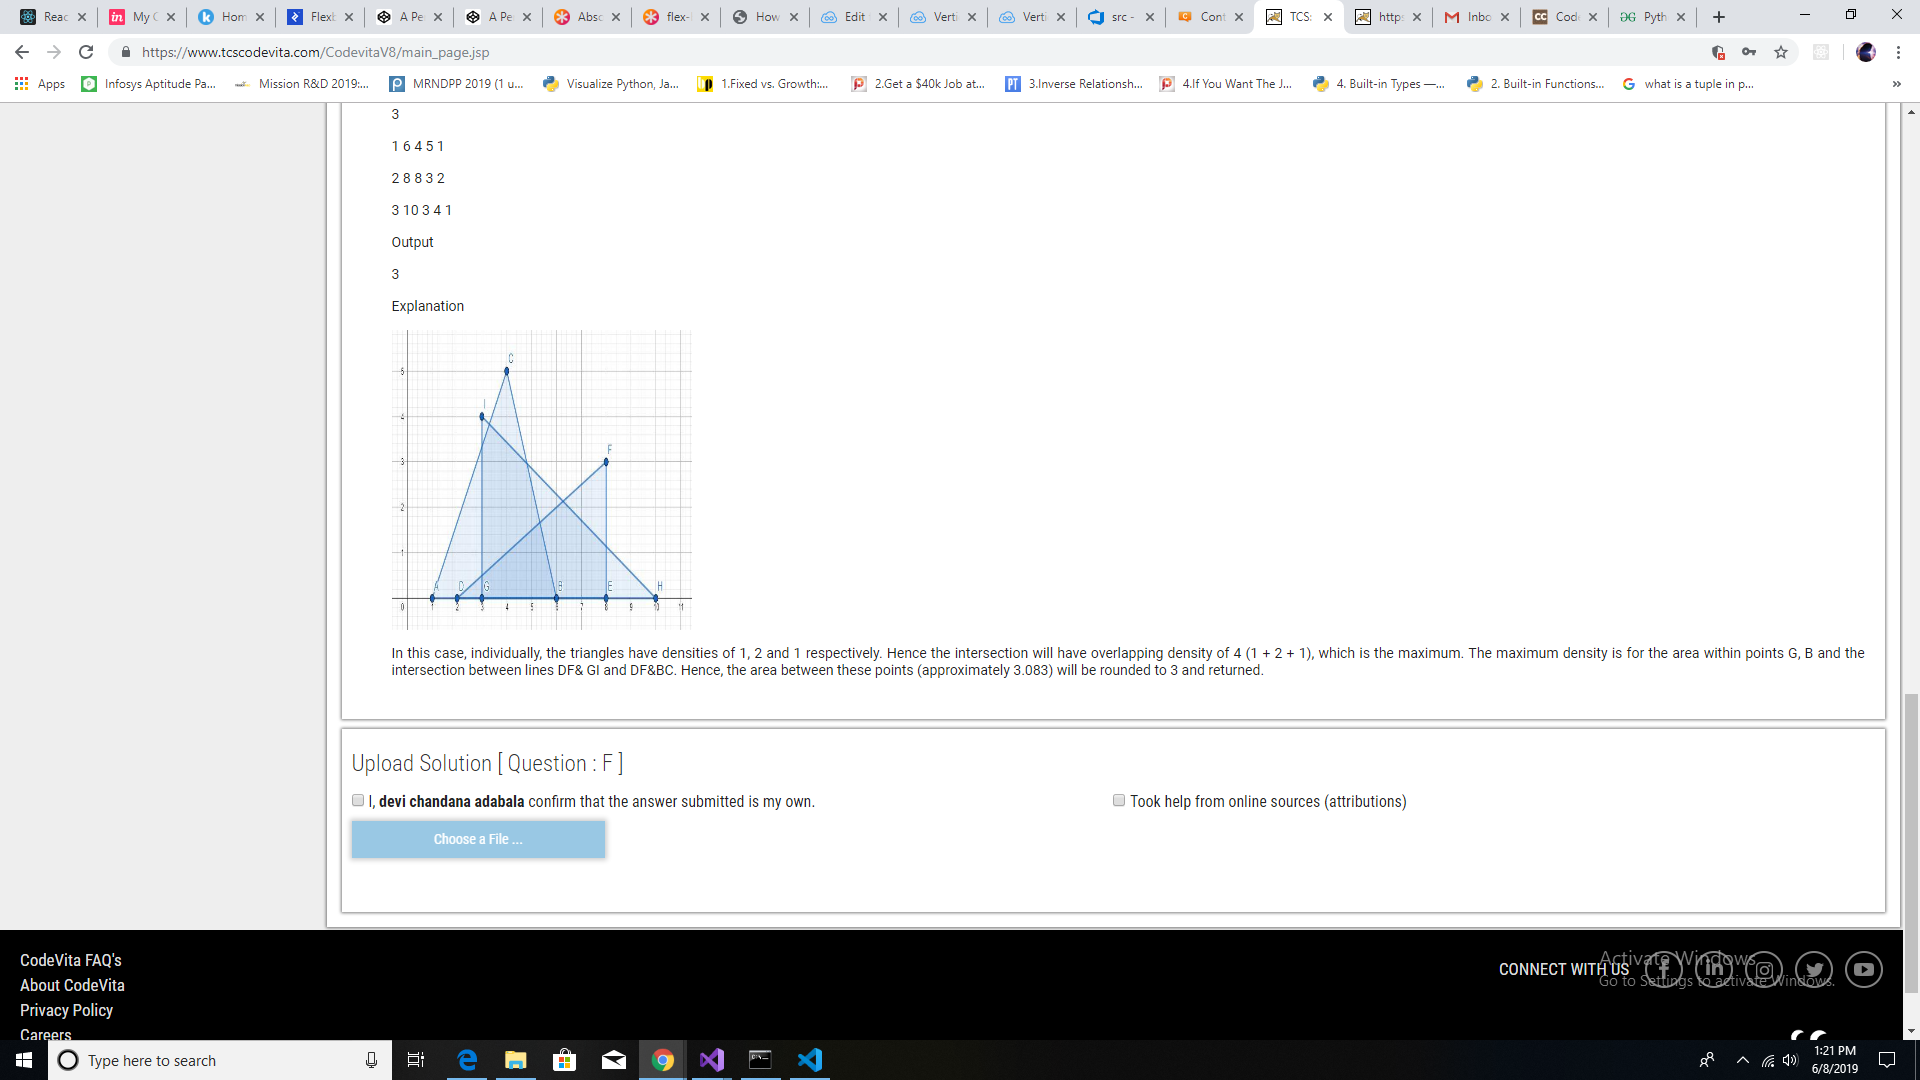 Reac
My C
Hom
Flexb
A Pe
A Pe
Abso
flex-
How
Edit
Verti
Verti
src -
Cont
TCS:
https
Inbo
Code
Pyth
https://www.tcscodevita.com/CodevitaV8/main_page.jsp
Apps
Infosys Aptitude Pa...
Mission R&D 2019:...
MRNDPP 2019 (1 u...
Visualize Python, Ja...
1.Fixed vs. Growth:...
2.Get a $40k Job at...
3.Inverse Relationsh...
4.If You Want The J...
4. Built-in Types —...
2. Built-in Functions...
what is a tuple in p...
3
1 6 4 5 1
2 8 8 3 2
3 10 3 4 1
Output
3
Explanation
C
5
I
4
F
3
2
1
A D G B E H
0 1 2 3 4 5 6 7 8 9 10 11
In this case, individually, the triangles have densities of 1, 2 and 1 respectively. Hence the intersection will have overlapping density of 4 (1 + 2 + 1), which is the maximum. The maximum density is for the area within points G, B and the
intersection between lines DF& GI and DF&BC. Hence, the area between these points (approximately 3.083) will be rounded to 3 and returned.
Upload Solution [ Question : F ]
I, devi chandana adabala confirm that the answer submitted is my own.
Took help from online sources (attributions)
Choose a File ...
CodeVita FAQ's
About CodeVita
Privacy Policy
Careers
CONNECT WITH US
Activate Windows
Go to Settings to activate Windows.
Type here to search
1:21 PM
6/8/2019